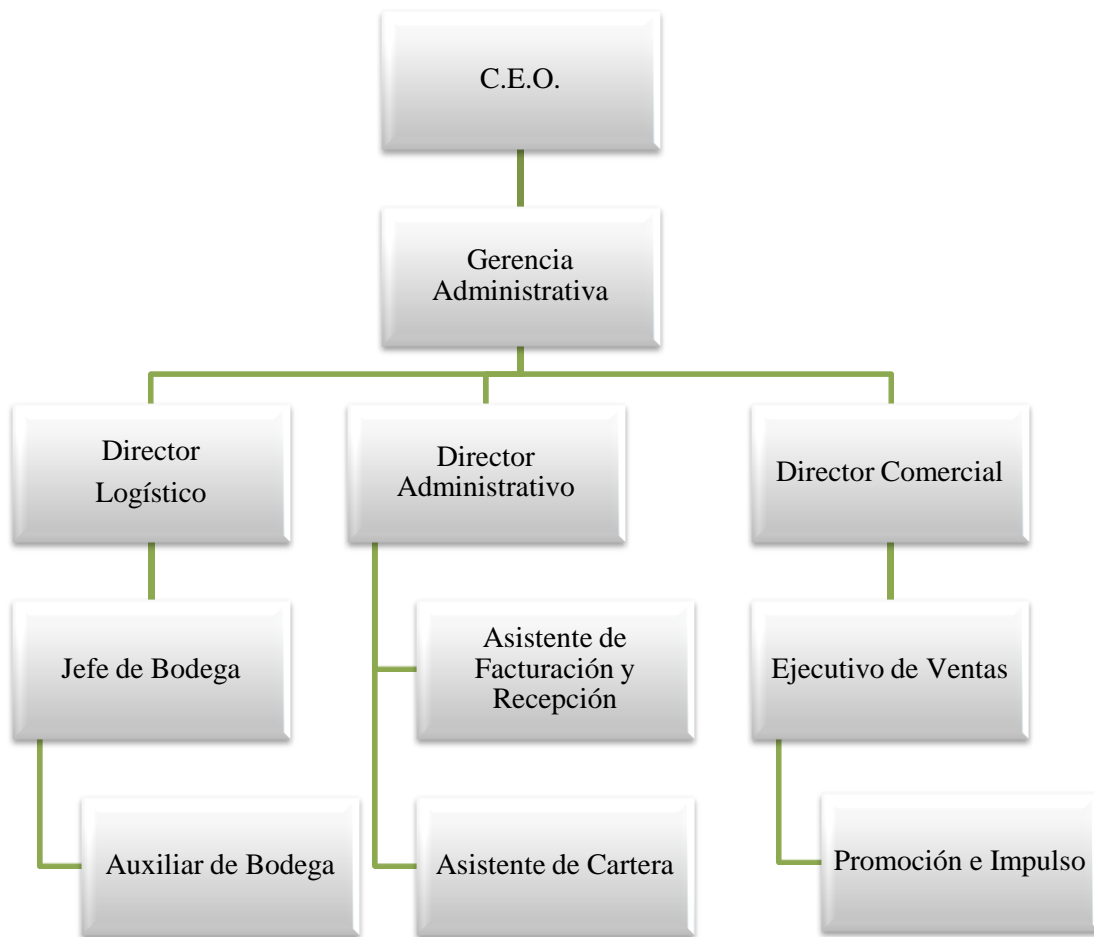 C.E.O.
Gerencia
Administrativa
Director
Logístico
Director
Administrativo
Director Comercial
Jefe de Bodega
Asistente de
Facturación y
Recepción
Ejecutivo de Ventas
Auxiliar de Bodega
Asistente de Cartera
Promoción e Impulso